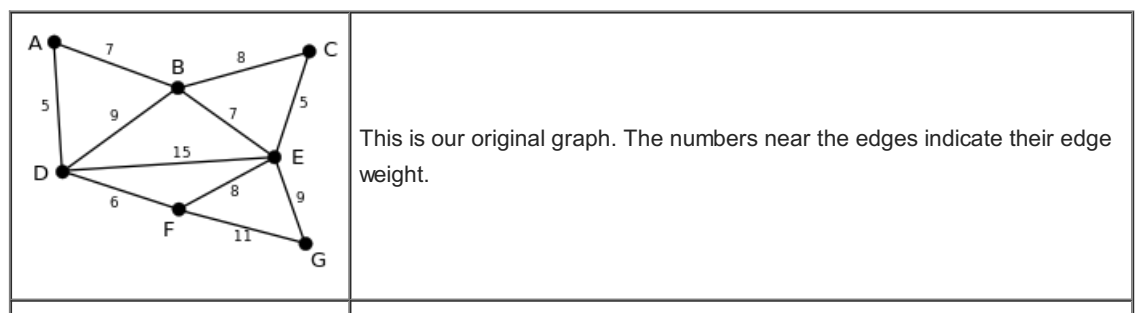 A
7
B
8
C
5
9
7
5
15
E
D
6
8
9
F
11
G
This is our original graph. The numbers near the edges indicate their edge
weight.